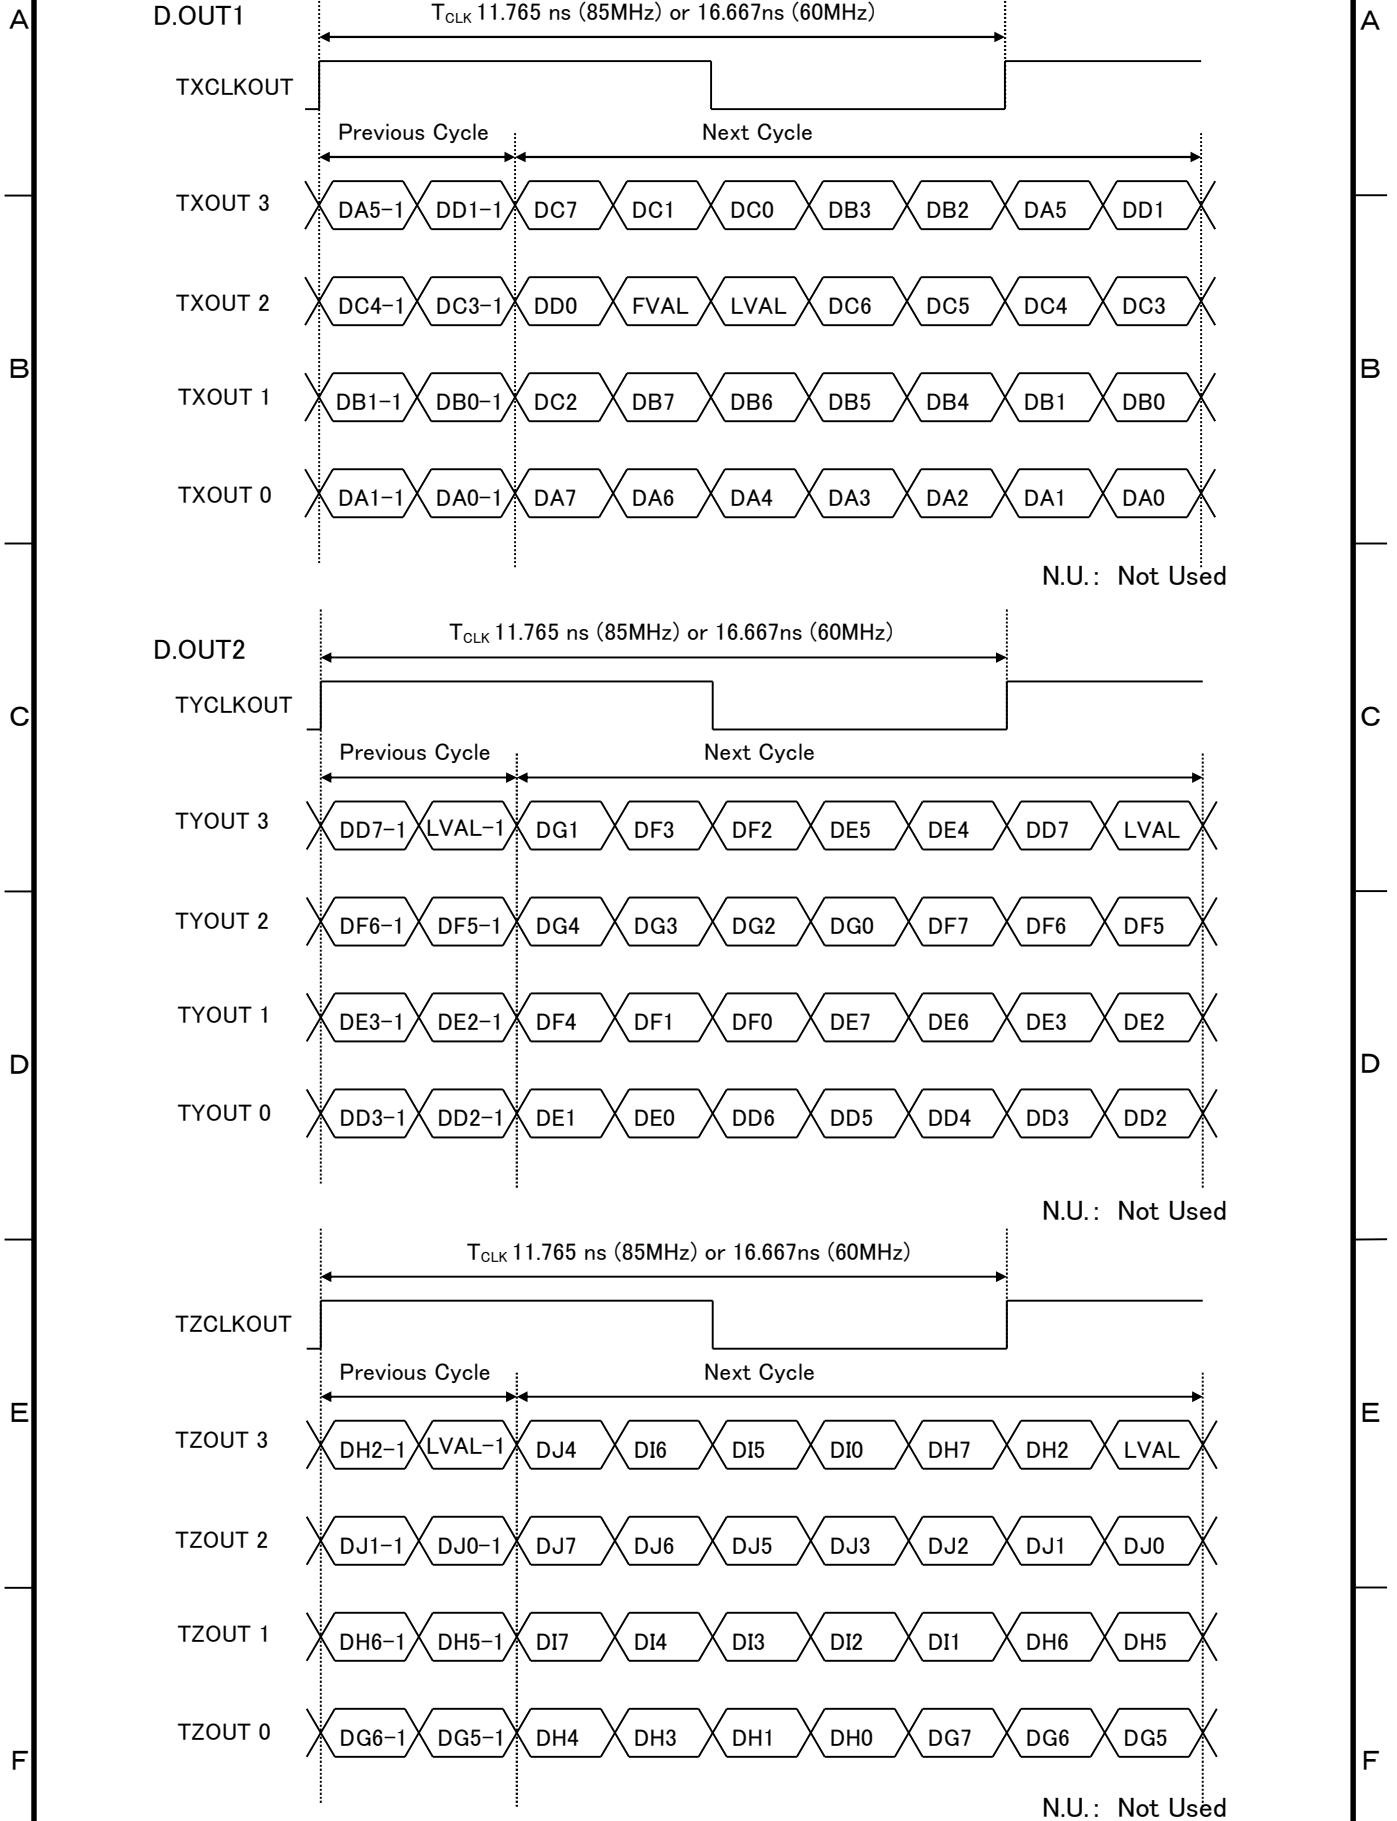 A
D.OUT1
TCLK 11.765 ns (85MHz) or 16.667ns (60MHz)
A
TXCLKOUT
Previous Cycle Next Cycle
TXOUT 3 DA5-1 DD1-1 DC7 DC1 DC0 DB3 DB2 DA5 DD1
TXOUT 2 DC4-1 DC3-1 DD0 FVAL LVAL DC6 DC5 DC4 DC3
B
B
TXOUT 1 DB1-1 DB0-1 DC2 DB7 DB6 DB5 DB4 DB1 DB0
TXOUT 0 DA1-1 DA0-1 DA7 DA6 DA4 DA3 DA2 DA1 DA0
N.U.: Not Used
D.OUT2
TCLK 11.765 ns (85MHz) or 16.667ns (60MHz)
TYCLKOUT
C
C
Previous Cycle Next Cycle
TYOUT 3 DD7-1 LVAL-1 DG1 DF3 DF2 DE5 DE4 DD7 LVAL
TYOUT 2 DF6-1 DF5-1 DG4 DG3 DG2 DG0 DF7 DF6 DF5
TYOUT 1 DE3-1 DE2-1 DF4 DF1 DF0 DE7 DE6 DE3 DE2
D
D
TYOUT 0 DD3-1 DD2-1 DE1 DE0 DD6 DD5 DD4 DD3 DD2
N.U.: Not Used
TCLK 11.765 ns (85MHz) or 16.667ns (60MHz)
TZCLKOUT
Previous Cycle Next Cycle
E
E
TZOUT 3 DH2-1 LVAL-1 DJ4 DI6 DI5 DI0 DH7 DH2 LVAL
TZOUT 2 DJ1-1 DJ0-1 DJ7 DJ6 DJ5 DJ3 DJ2 DJ1 DJ0
TZOUT 1 DH6-1 DH5-1 DI7 DI4 DI3 DI2 DI1 DH6 DH5
TZOUT 0 DG6-1 DG5-1 DH4 DH3 DH1 DH0 DG7 DG6 DG5
F
F
N.U.: Not Used